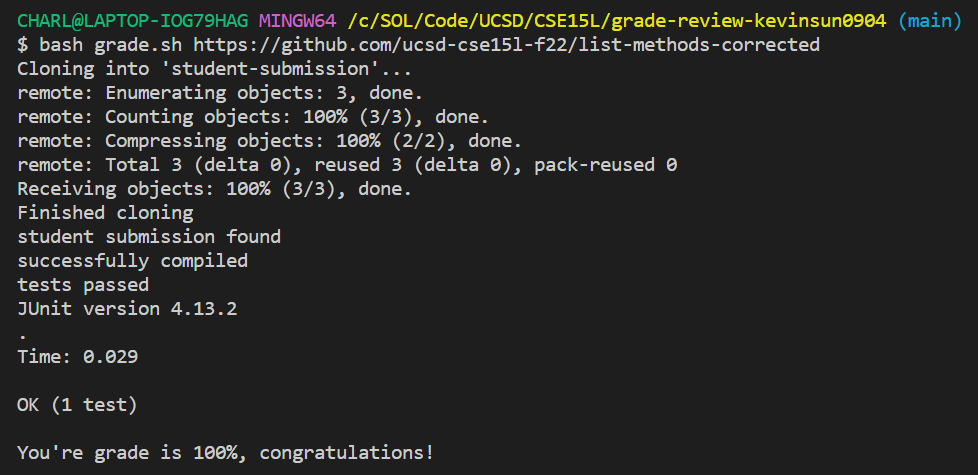 CHARL@LAPTOP-IOG79HAG MINGW64 /c/SOL/Code/UCSD/CSE15L/grade-review-kevinsun0904 (main)
$ bash grade.sh https://github.com/ucsd-cse15l-f22/list-methods-corrected
Cloning into 'student-submission'...
remote: Enumerating objects: 3, done.
remote: Counting objects: 100% (3/3), done.
remote: Compressing objects: 100% (2/2), done.
remote: Total 3 (delta 0), reused 3 (delta 0), pack-reused 0
Receiving objects: 100% (3/3), done.
Finished cloning
student submission found
successfully compiled
tests passed
JUnit version 4.13.2
.
Time: 0.029
OK (1 test)
You're grade is 100%, congratulations!